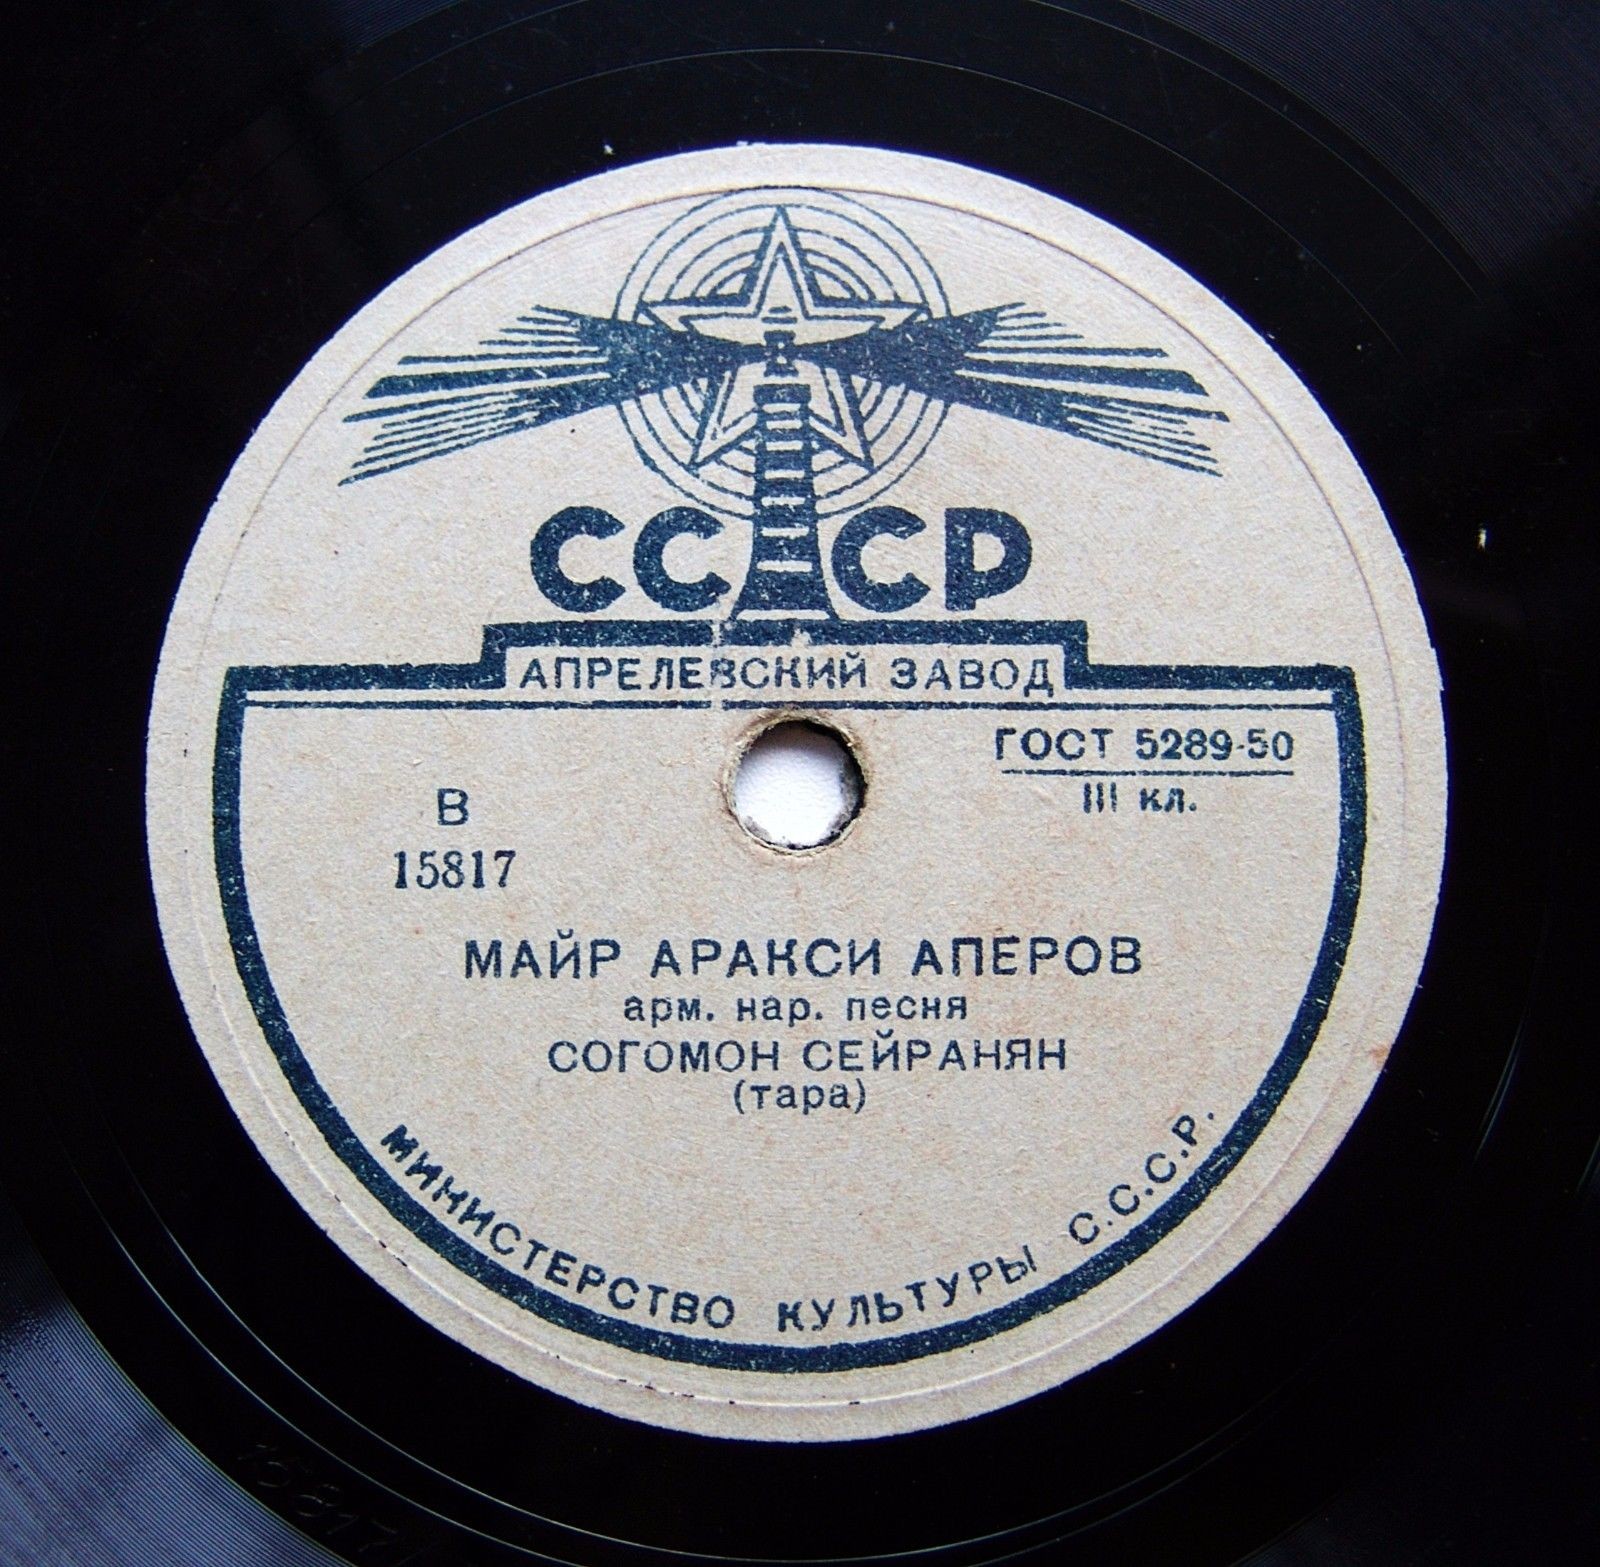 СССР
АПРЕЛЕВСКИЙ ЗАВОД
ГОСТ 5289-50
III кл.
В
15817
МАЙР АРАКСИ АПЕРОВ
арм. нар. песня
СОГОМОН СЕЙРАНЯН
(тара)
МИНИСТЕРСТВО КУЛЬТУРЫ С.С.С.Р.
15817